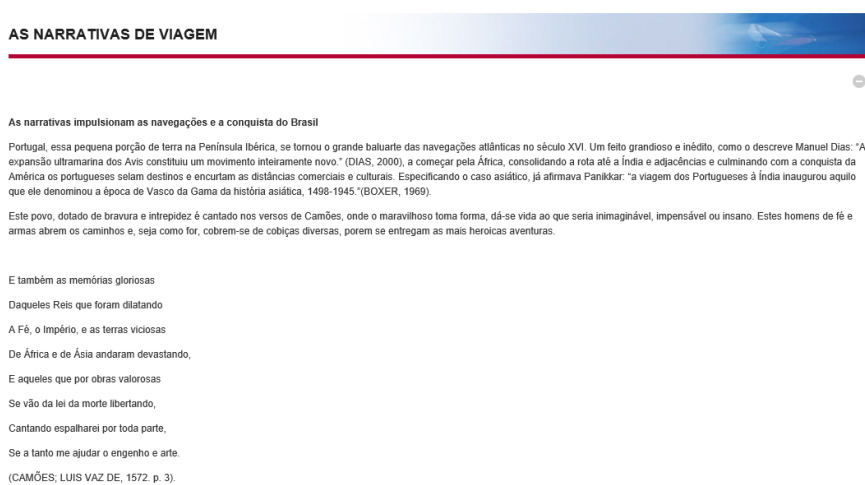 AS NARRATIVAS DE VIAGEM
As narrativas impulsionam as navegações e a conquista do Brasil
Portugal, essa pequena porção de terra na Península Ibérica, se tornou o grande baluarte das navegações atlânticas no século XVI. Um feito grandioso e inédito, como o descreve Manuel Dias: “A
expansão ultramarina dos Avis constitui um movimento inteiramente novo.” (DIAS, 2000), a começar pela África, consolidando a rota até a Índia e adjacências e culminando com a conquista da
América os portugueses selam destinos e encurtam as distâncias comerciais e culturais. Especificando o caso asiático, já afirmava Panikkar: “a viagem dos Portugueses à Índia inaugurou aquilo
que ele denominou a época de Vasco da Gama da história asiática, 1498-1945.”(BOXER, 1969).
Este povo, dotado de bravura e intrepidez é cantado nos versos de Camões, onde o maravilhoso toma forma, dá-se vida ao que seria inimaginável, impensável ou insano. Estes homens de fé e
armas abrem os caminhos e, seja como for, cobrem-se de cobiças diversas, porem se entregam as mais heroicas aventuras.
E também as memórias gloriosas
Daqueles Reis que foram dilatando
A Fé, o Império, e as terras viciosas
De África e de Ásia andaram devastando,
E aqueles que por obras valorosas
Se vão da lei da morte libertando,
Cantando espalharei por toda parte,
Se a tanto me ajudar o engenho e arte.
(CAMÕES; LUIS VAZ DE, 1572. p. 3).